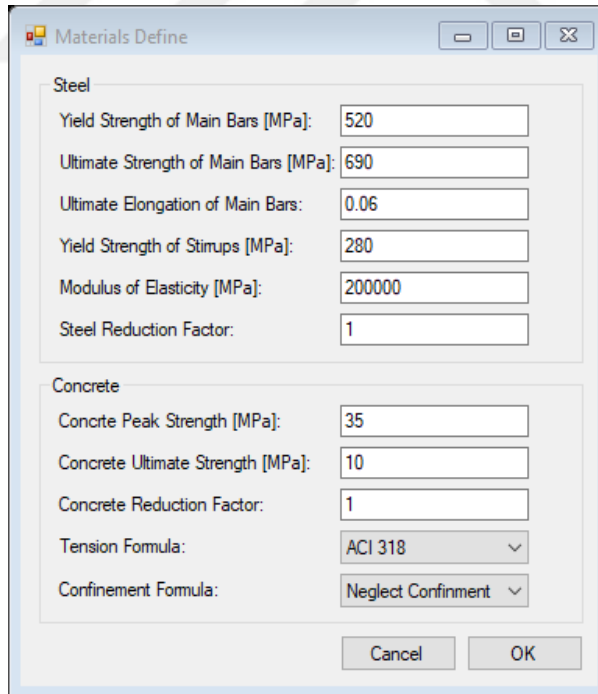 Materials Define
Steel
Yield Strength of Main Bars [MPa]: 520
Ultimate Strength of Main Bars [MPa]: 690
Ultimate Elongation of Main Bars: 0.06
Yield Strength of Stirrups [MPa]: 280
Modulus of Elasticity [MPa]: 200000
Steel Reduction Factor: 1
Concrete
Concrte Peak Strength [MPa]: 35
Concrete Ultimate Strength [MPa]: 10
Concrete Reduction Factor: 1
Tension Formula: ACI 318
Confinement Formula: Neglect Confinment
Cancel OK